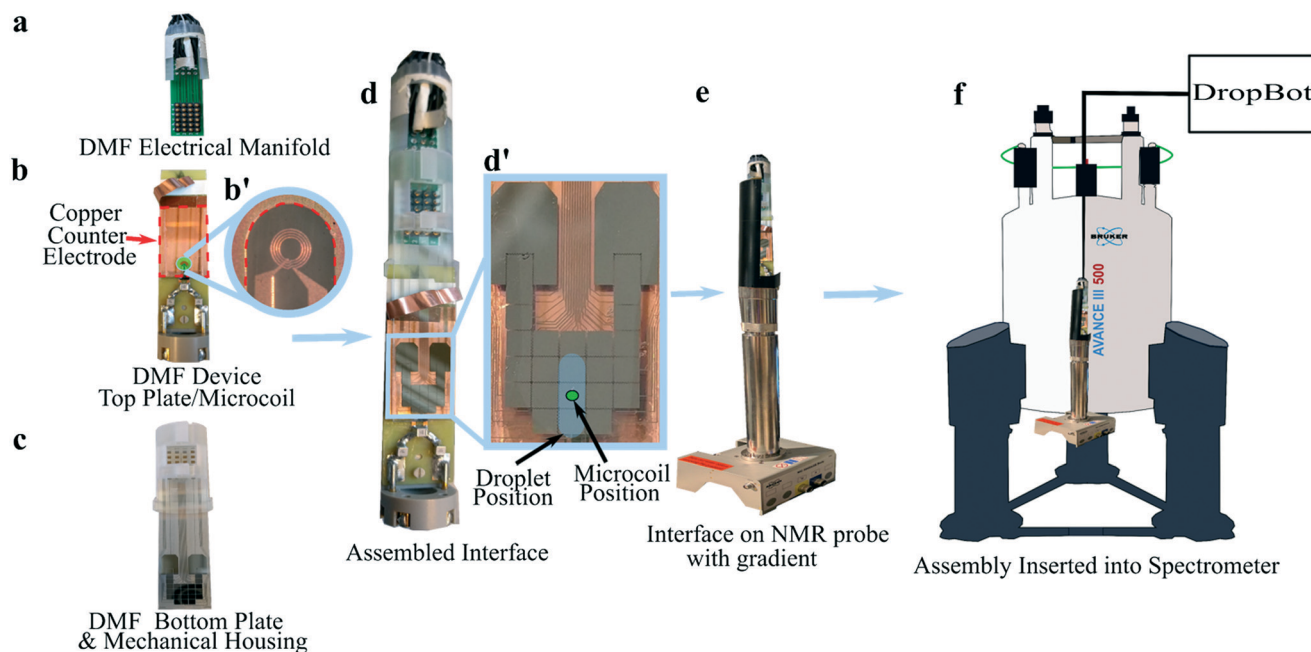 a
DMF Electrical Manifold
b
b'
Copper
Counter
Electrode
DMF Device
Top Plate/Microcoil
c
DMF Bottom Plate
& Mechanical Housing
d
d'
Droplet
Position
Microcoil
Position
Assembled Interface
e
Interface on NMR probe
with gradient
f
DropBot
BRUKER
AVANCE III 500
Assembly Inserted into Spectrometer